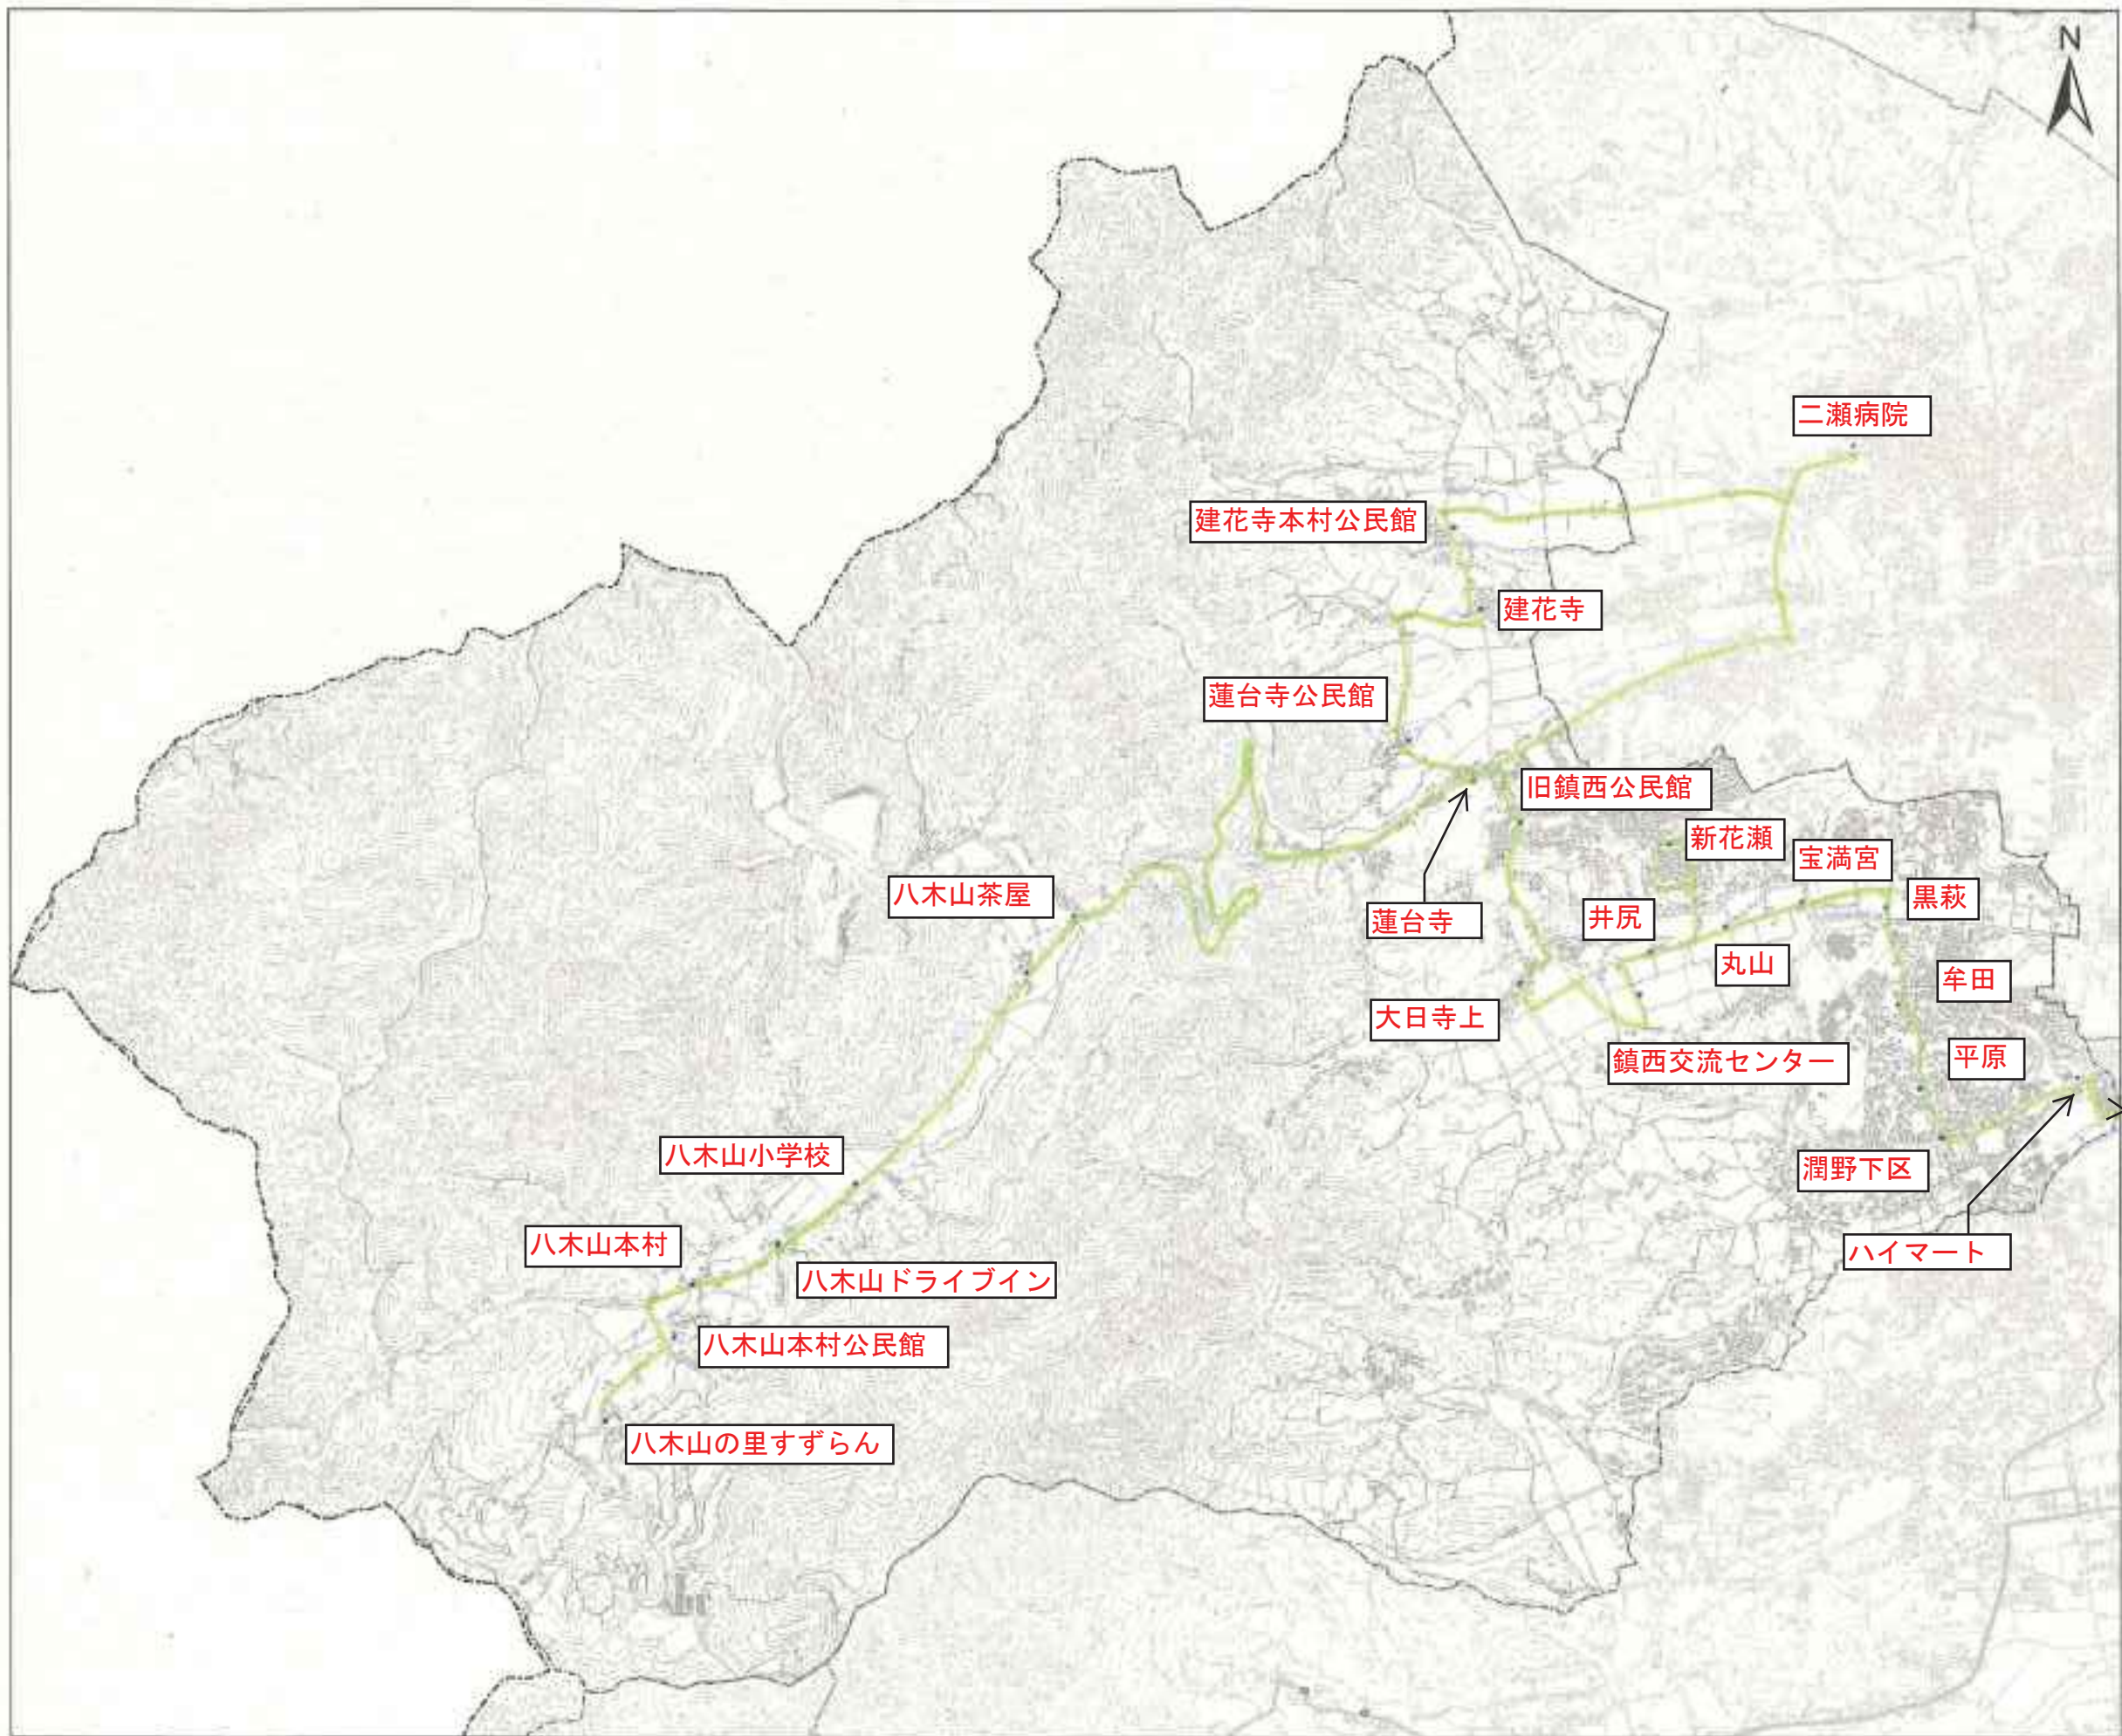 N
二瀬病院
建花寺本村公民館
建花寺
蓮台寺公民館
旧鎮西公民館
新花瀬
宝満宮
八木山茶屋
黒萩
井尻
蓮台寺
丸山
牟田
大日寺上
鎮西交流センター
平原
八木山小学校
潤野下区
八木山本村
ハイマート
八木山ドライブイン
八木山本村公民館
八木山の里すずらん